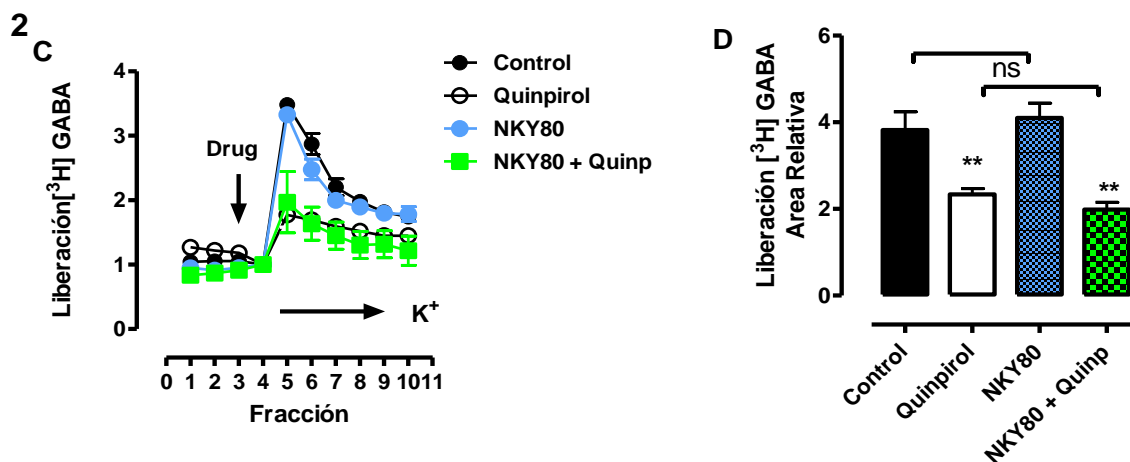 2
C
Liberación[³H] GABA
4
3
2
1
0
Drug
K⁺
0 1 2 3 4 5 6 7 8 9 10 11
Fracción
Control
Quinpirol
NKY80
NKY80 + Quinp
D
Liberación [³H] GABA
Area Relativa
6
4
2
0
ns
**
**
Control
Quinpirol
NKY80
NKY80 + Quinp